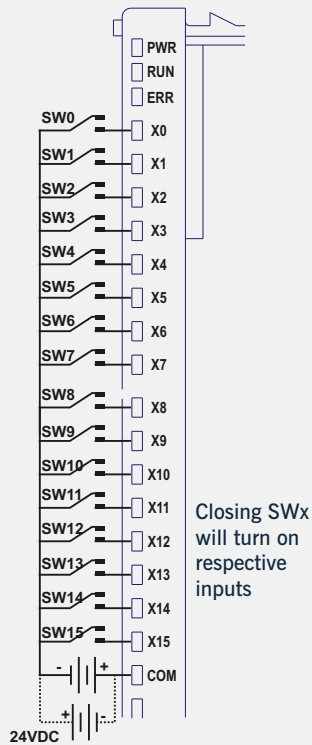 PWR
RUN
ERR
SW0 X0
SW1 X1
SW2 X2
SW3 X3
SW4 X4
SW5 X5
SW6 X6
SW7 X7
SW8 X8
SW9 X9
SW10 X10
SW11 X11
SW12 X12
SW13 X13
SW14 X14
SW15 X15
Closing SWx
will turn on
respective
inputs
- + COM
+ -
24VDC